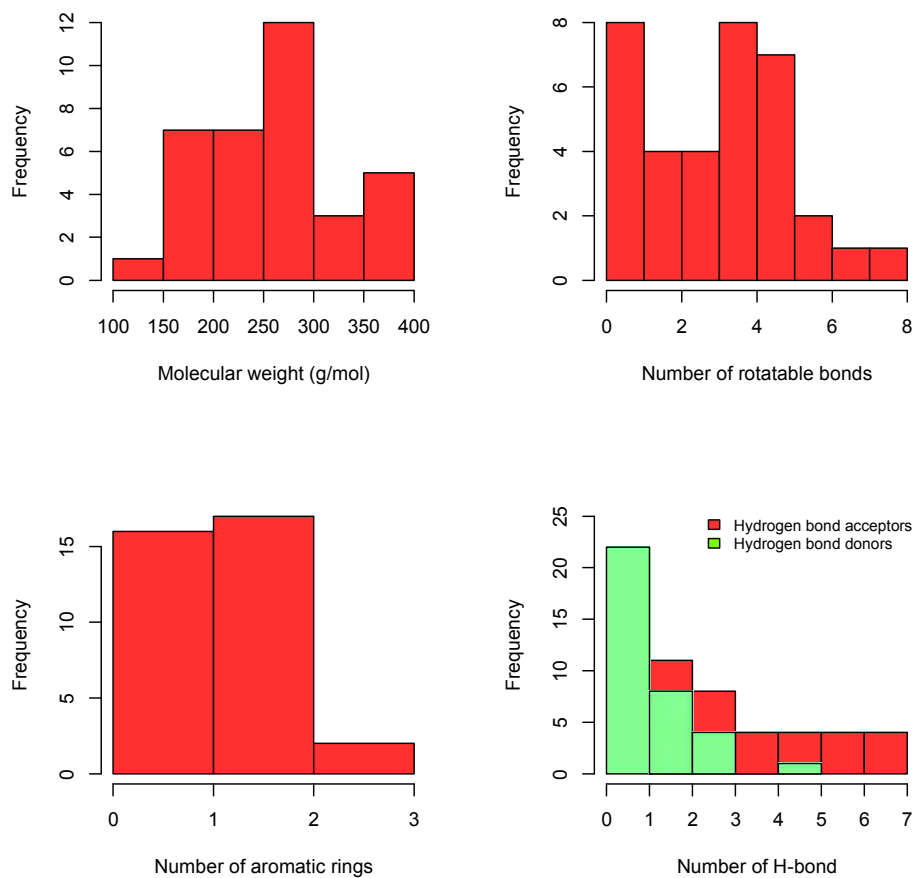 Frequency
0 2 4 6 8 10 12
100 150 200 250 300 350 400
Molecular weight (g/mol)
Frequency
0 2 4 6 8
0 2 4 6 8
Number of rotatable bonds
Frequency
0 5 10 15
0 1 2 3
Number of aromatic rings
Frequency
0 5 10 15 20 25
Hydrogen bond acceptors
Hydrogen bond donors
0 1 2 3 4 5 6 7
Number of H-bond